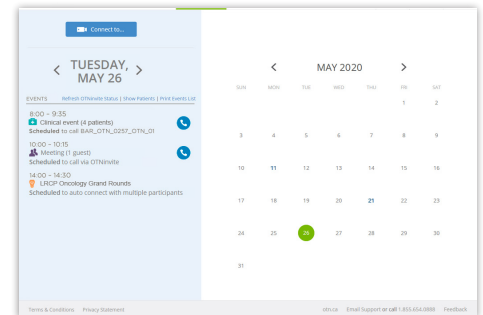 Connect to...
TUESDAY,
MAY 26
EVENTS Refresh OTNinvite Status | Show Patients | Print Events List
8:00 – 9:35
Clinical event (4 patients)
Scheduled to call BAR_OTN_0257_OTN_01
10:00 – 10:15
Meeting (1 guest)
Scheduled to call via OTNinvite
14:00 – 14:30
LRCP Oncology Grand Rounds
Scheduled to auto connect with multiple participants
MAY 2020
SUN MON TUE WED THU FRI SAT
1 2
3 4 5 6 7 8 9
10 11 12 13 14 15 16
17 18 19 20 21 22 23
24 25 26 27 28 29 30
31
Terms & Conditions Privacy Statement
otn.ca Email Support or call 1.855.654.0888 Feedback